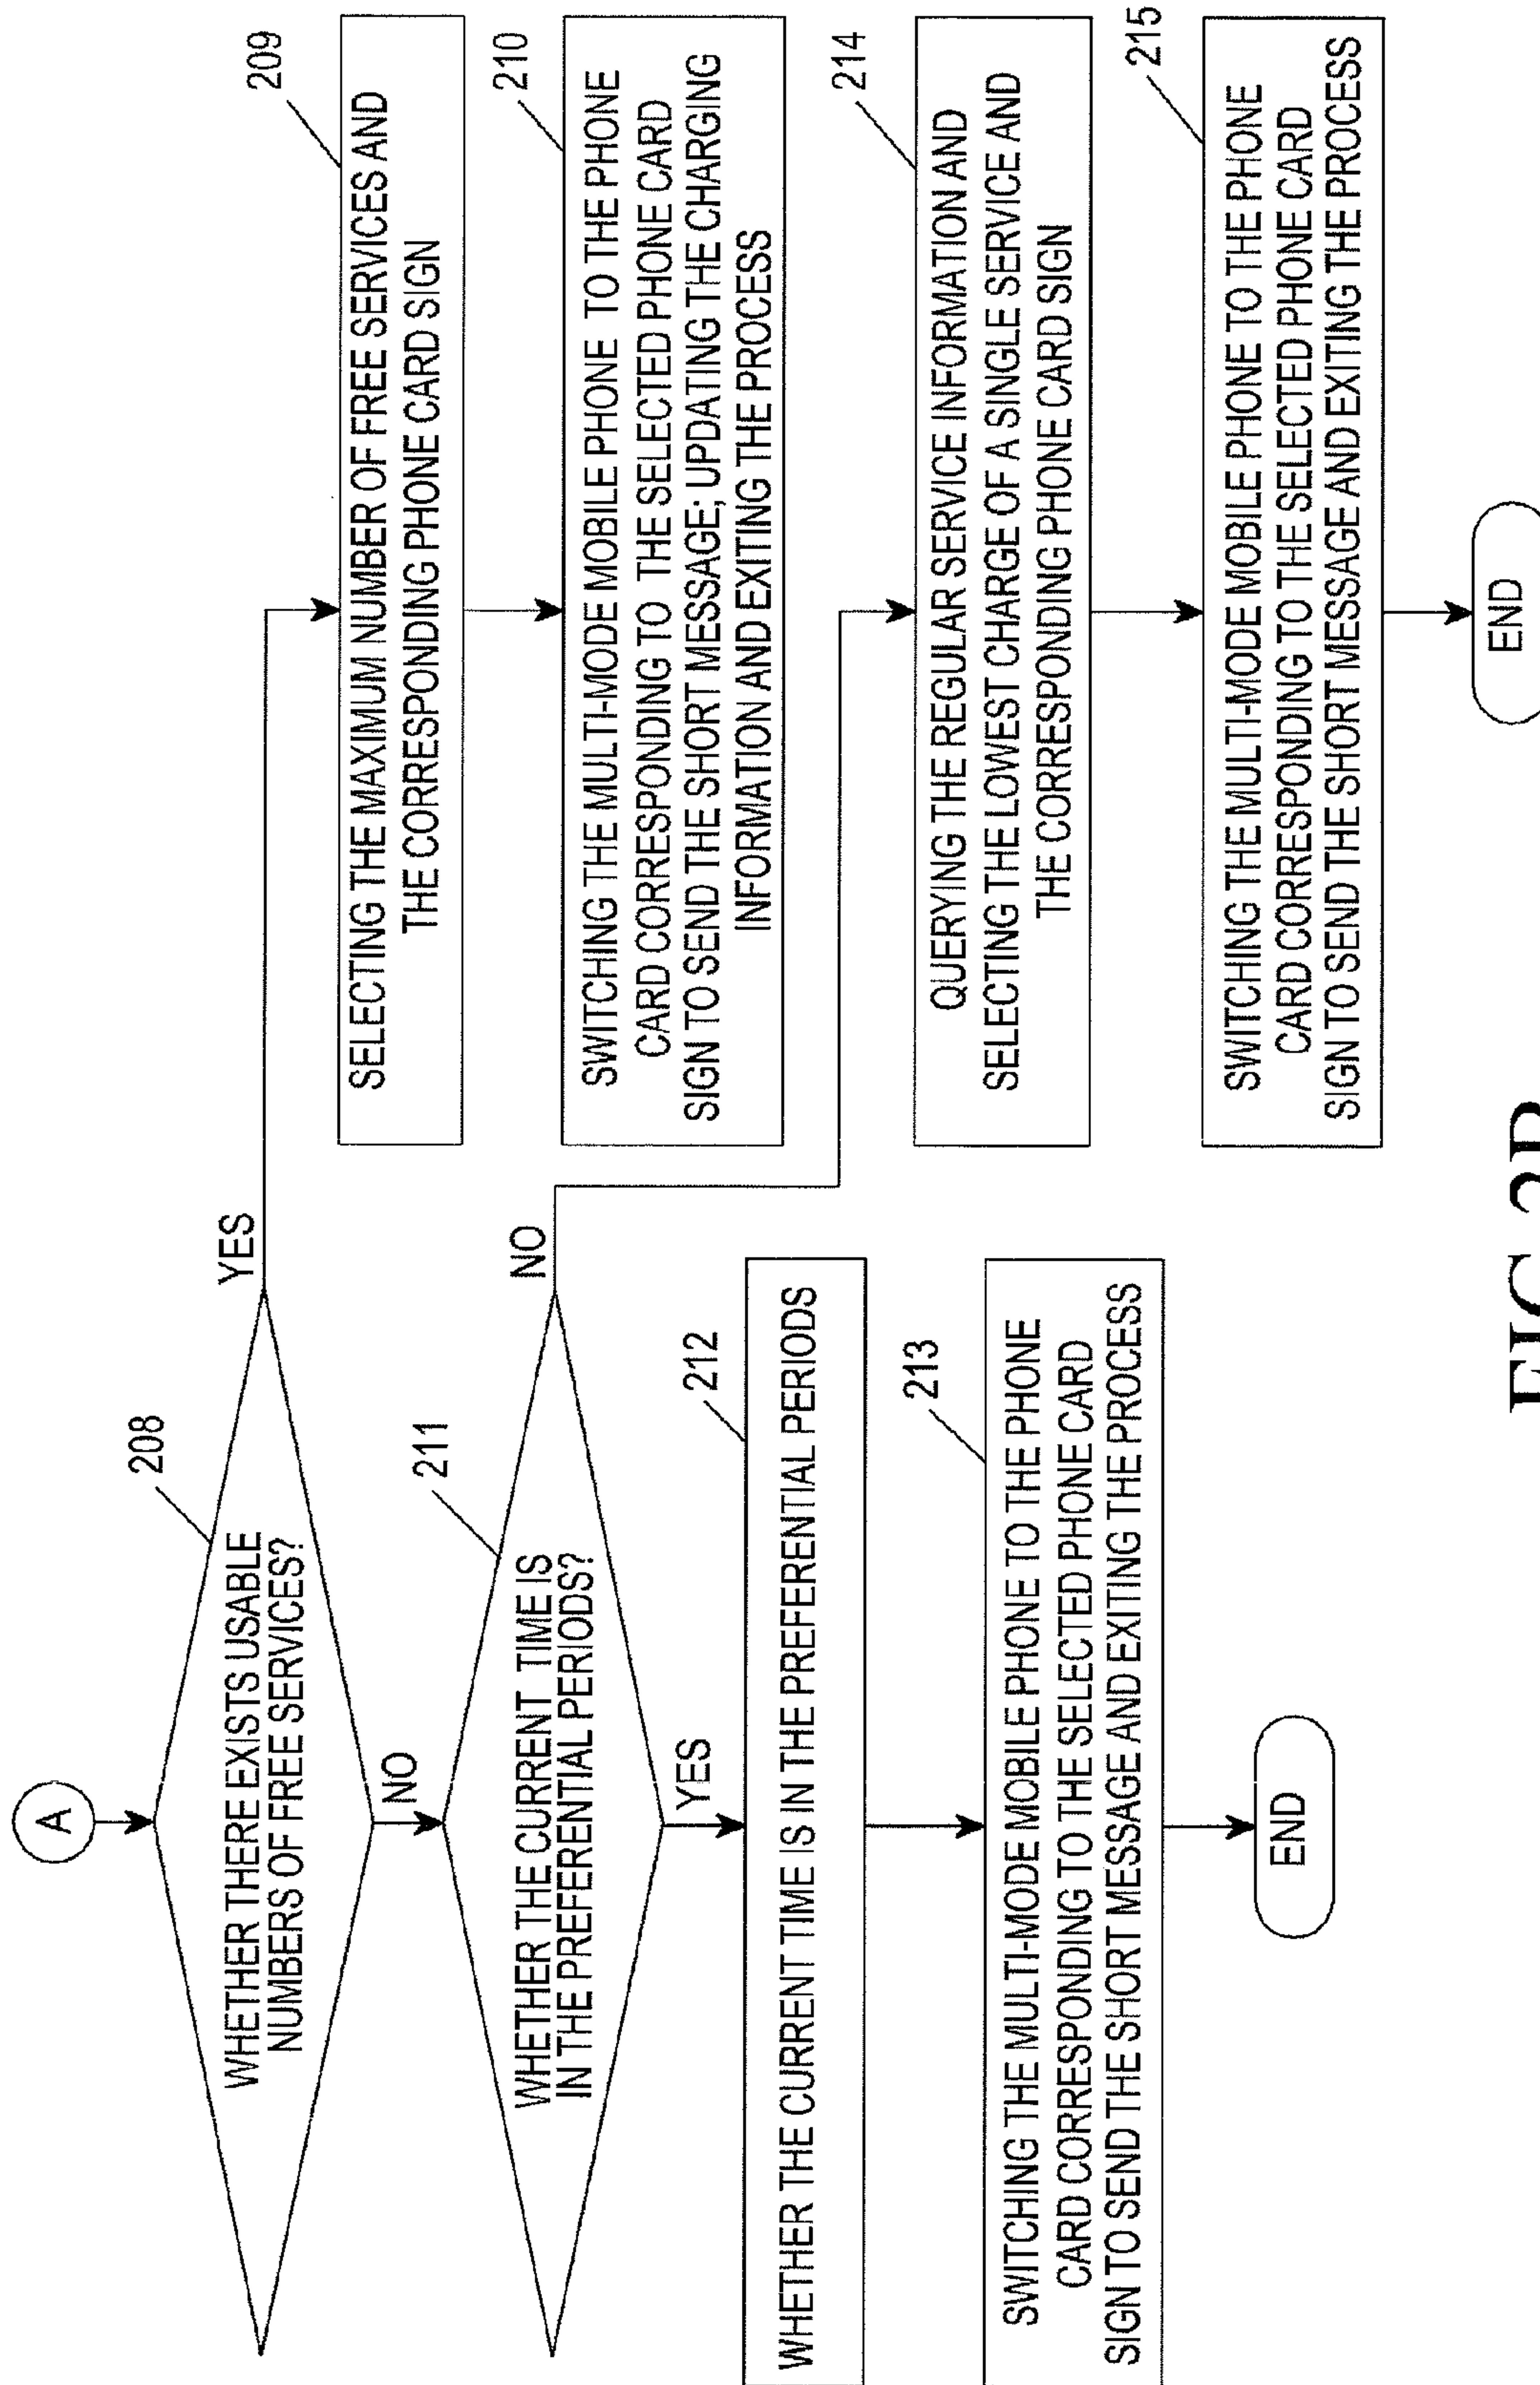 A
208
WHETHER THERE EXISTS USABLE
NUMBERS OF FREE SERVICES?
YES
NO
209
SELECTING THE MAXIMUM NUMBER OF FREE SERVICES AND
THE CORRESPONDING PHONE CARD SIGN
210
SWITCHING THE MULTI-MODE MOBILE PHONE TO THE PHONE
CARD CORRESPONDING TO THE SELECTED PHONE CARD
SIGN TO SEND THE SHORT MESSAGE; UPDATING THE CHARGING
INFORMATION AND EXITING THE PROCESS
211
WHETHER THE CURRENT TIME IS
IN THE PREFERENTIAL PERIODS?
NO
YES
212
WHETHER THE CURRENT TIME IS IN THE PREFERENTIAL PERIODS
213
SWITCHING THE MULTI-MODE MOBILE PHONE TO THE PHONE
CARD CORRESPONDING TO THE SELECTED PHONE CARD
SIGN TO SEND THE SHORT MESSAGE AND EXITING THE PROCESS
END
214
QUERYING THE REGULAR SERVICE INFORMATION AND
SELECTING THE LOWEST CHARGE OF A SINGLE SERVICE AND
THE CORRESPONDING PHONE CARD SIGN
215
SWITCHING THE MULTI-MODE MOBILE PHONE TO THE PHONE
CARD CORRESPONDING TO THE SELECTED PHONE CARD
SIGN TO SEND THE SHORT MESSAGE AND EXITING THE PROCESS
END